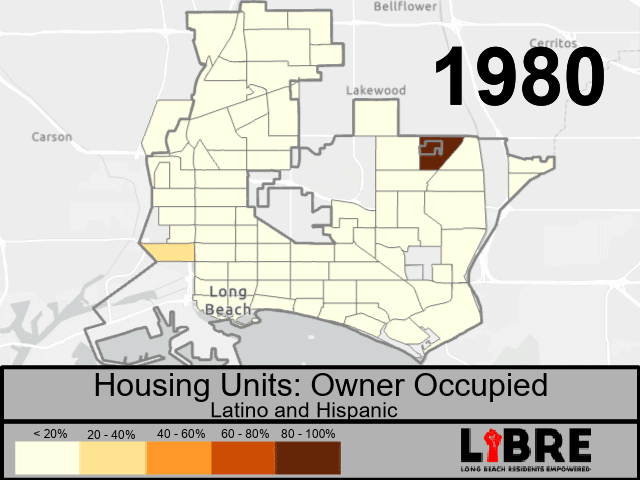 Bellflower
1980
Cerritos
Lakewood
Carson
Long
Beach
Housing Units: Owner Occupied
Latino and Hispanic
< 20% 20 - 40% 40 - 60% 60 - 80% 80 - 100%
LIBRE
LONG BEACH RESIDENTS EMPOWERED